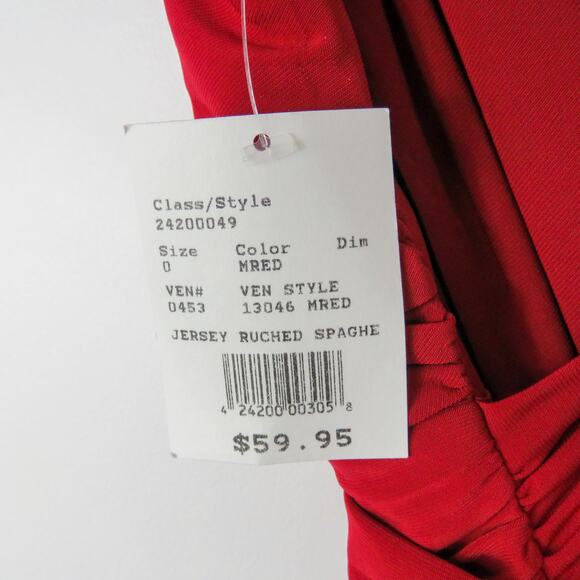 Class/Style
24200049
Size Color Dim
0 MRED
VEN# VEN STYLE
0453 13046 MRED
JERSEY RUCHED SPAGHE
4 24200 00305 8
$59.95